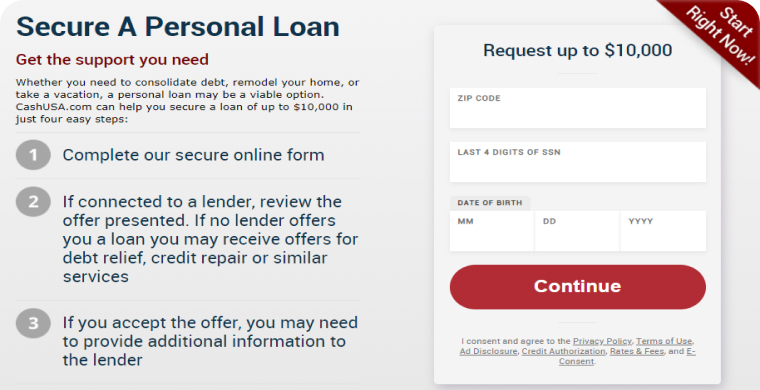 Secure A Personal Loan
Get the support you need
Whether you need to consolidate debt, remodel your home, or
take a vacation, a personal loan may be a viable option.
CashUSA.com can help you secure a loan of up to $10,000 in
just four easy steps:
1 Complete our secure online form
2 If connected to a lender, review the
offer presented. If no lender offers
you a loan you may receive offers for
debt relief, credit repair or similar
services
3 If you accept the offer, you may need
to provide additional information to
the lender
Start
Right Now!
Request up to $10,000
ZIP CODE
LAST 4 DIGITS OF SSN
DATE OF BIRTH
MM DD YYYY
Continue
I consent and agree to the Privacy Policy, Terms of Use,
Ad Disclosure, Credit Authorization, Rates & Fees, and E-
Consent.